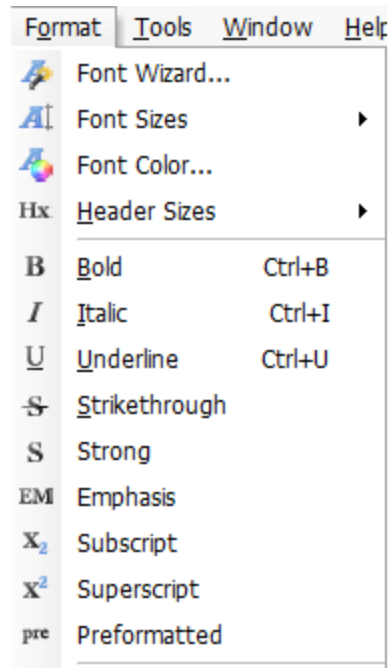 Format Tools Window Help
Font Wizard...
A Font Sizes
Font Color...
Hx Header Sizes
B Bold Ctrl+B
I Italic Ctrl+I
U Underline Ctrl+U
S Strikethrough
S Strong
EM Emphasis
X₂ Subscript
X² Superscript
pre Preformatted